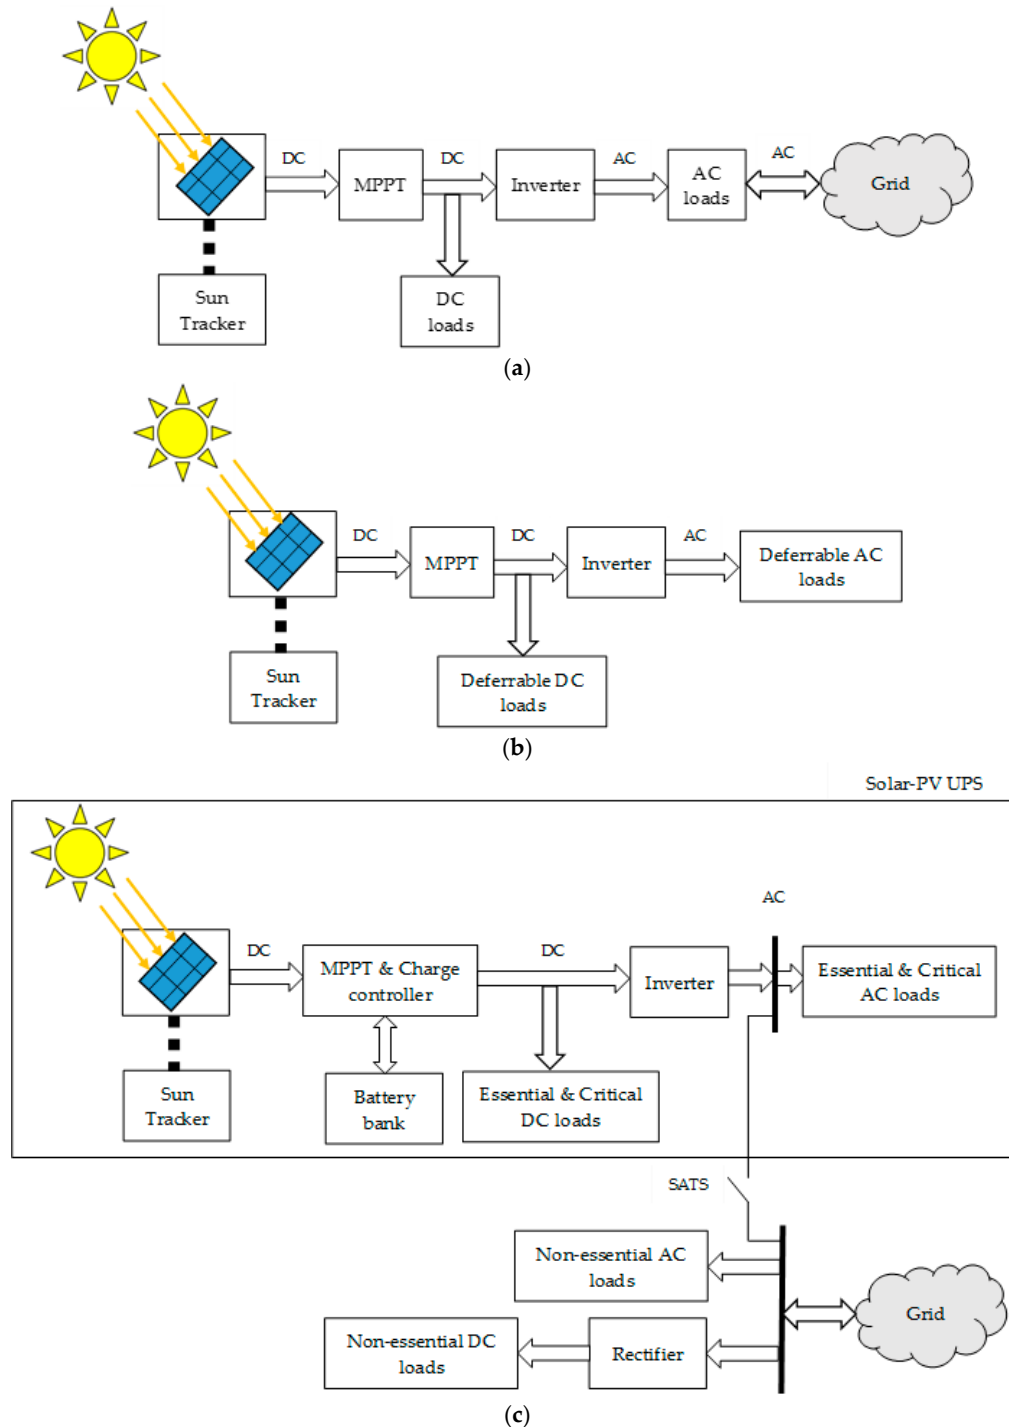 DC
DC
AC
AC
MPPT
Inverter
AC
loads
Grid
Sun
Tracker
DC
loads
(a)
DC
DC
AC
MPPT
Inverter
Deferrable AC
loads
Sun
Tracker
Deferrable DC
loads
(b)
Solar-PV UPS
AC
DC
DC
MPPT & Charge
controller
Inverter
Essential & Critical
AC loads
Sun
Tracker
Battery
bank
Essential & Critical
DC loads
SATS
Non-essential AC
loads
Grid
Non-essential DC
loads
Rectifier
(c)